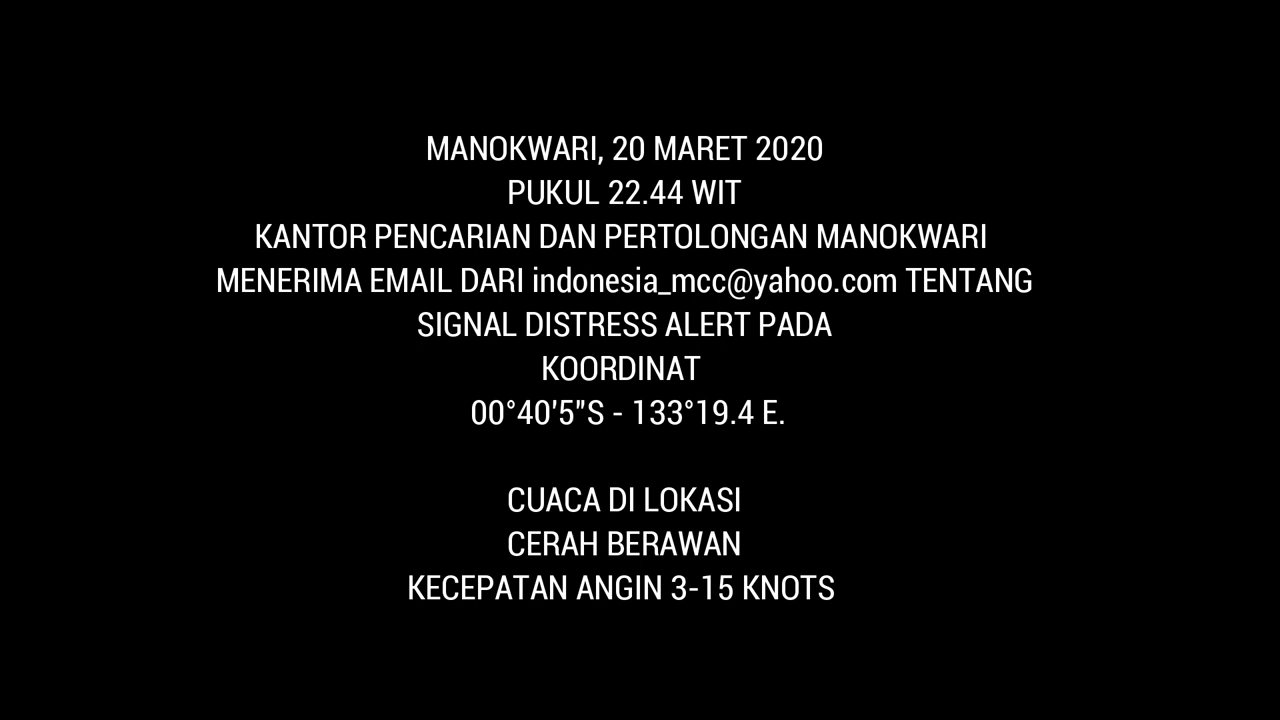 MANOKWARI, 20 MARET 2020
PUKUL 22.44 WIT
KANTOR PENCARIAN DAN PERTOLONGAN MANOKWARI
MENERIMA EMAIL DARI indonesia_mcc@yahoo.com TENTANG
SIGNAL DISTRESS ALERT PADA
KOORDINAT
00°40'5"S - 133°19.4 E.
CUACA DI LOKASI
CERAH BERAWAN
KECEPATAN ANGIN 3-15 KNOTS